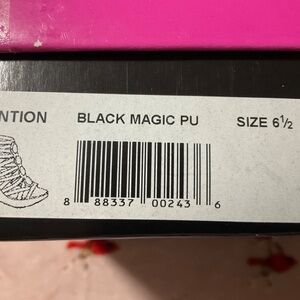 NTION BLACK MAGIC PU SIZE 6½
8 88337 00243 6